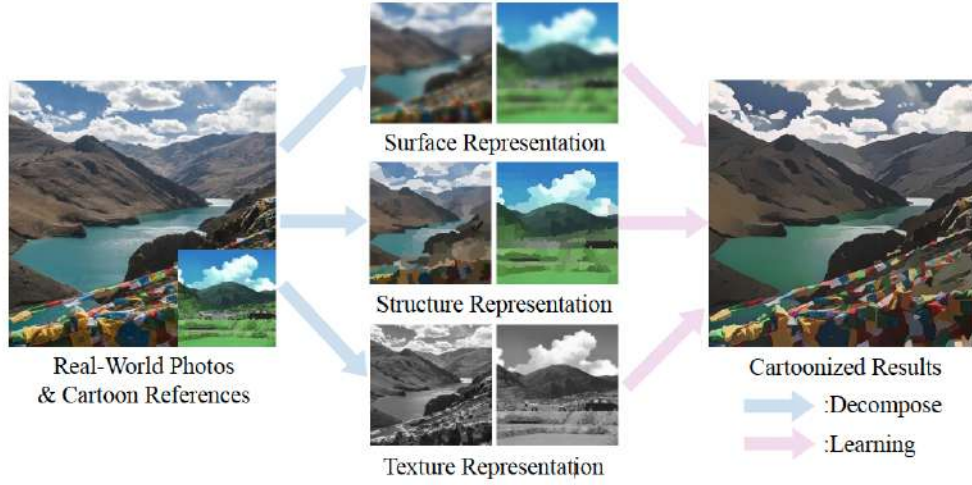 Surface Representation
Structure Representation
Real-World Photos
& Cartoon References
Cartoonized Results
:Decompose
:Learning
Texture Representation